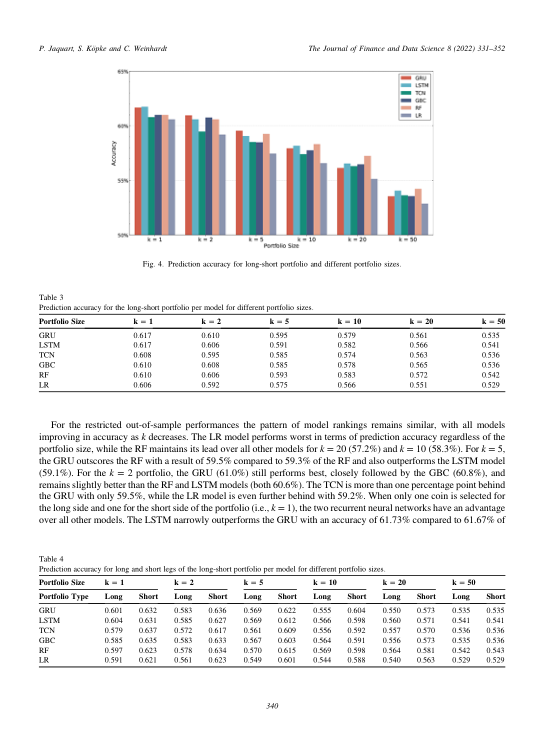 P. Jaquart, S. Köpke and C. Weinhardt
The Journal of Finance and Data Science 8 (2022) 331–352
65%
60%
55%
50%
Accuracy
GRU
LSTM
TCN
GBC
RF
LR
k = 1 k = 2 k = 5 k = 10 k = 20 k = 50
Portfolio Size
Fig. 4. Prediction accuracy for long-short portfolio and different portfolio sizes.
Table 3
Prediction accuracy for the long-short portfolio per model for different portfolio sizes.
Portfolio Size k = 1 k = 2 k = 5 k = 10 k = 20 k = 50
GRU 0.617 0.610 0.595 0.579 0.561 0.535
LSTM 0.617 0.606 0.591 0.582 0.566 0.541
TCN 0.608 0.595 0.585 0.574 0.563 0.536
GBC 0.610 0.608 0.585 0.578 0.565 0.536
RF 0.610 0.606 0.593 0.583 0.572 0.542
LR 0.606 0.592 0.575 0.566 0.551 0.529
For the restricted out-of-sample performances the pattern of model rankings remains similar, with all models
improving in accuracy as k decreases. The LR model performs worst in terms of prediction accuracy regardless of the
portfolio size, while the RF maintains its lead over all other models for k = 20 (57.2%) and k = 10 (58.3%). For k = 5,
the GRU outscores the RF with a result of 59.5% compared to 59.3% of the RF and also outperforms the LSTM model
(59.1%). For the k = 2 portfolio, the GRU (61.0%) still performs best, closely followed by the GBC (60.8%), and
remains slightly better than the RF and LSTM models (both 60.6%). The TCN is more than one percentage point behind
the GRU with only 59.5%, while the LR model is even further behind with 59.2%. When only one coin is selected for
the long side and one for the short side of the portfolio (i.e., k = 1), the two recurrent neural networks have an advantage
over all other models. The LSTM narrowly outperforms the GRU with an accuracy of 61.73% compared to 61.67% of
Table 4
Prediction accuracy for long and short legs of the long-short portfolio per model for different portfolio sizes.
Portfolio Size k = 1 k = 2 k = 5 k = 10 k = 20 k = 50
Portfolio Type Long Short Long Short Long Short Long Short Long Short Long Short
GRU 0.601 0.632 0.583 0.636 0.569 0.622 0.555 0.604 0.550 0.573 0.535 0.535
LSTM 0.604 0.631 0.585 0.627 0.569 0.612 0.566 0.598 0.560 0.571 0.541 0.541
TCN 0.579 0.637 0.572 0.617 0.561 0.609 0.556 0.592 0.557 0.570 0.536 0.536
GBC 0.585 0.635 0.583 0.633 0.567 0.603 0.564 0.591 0.556 0.573 0.535 0.536
RF 0.597 0.623 0.578 0.634 0.570 0.615 0.569 0.598 0.564 0.581 0.542 0.543
LR 0.591 0.621 0.561 0.623 0.549 0.601 0.544 0.588 0.540 0.563 0.529 0.529
340